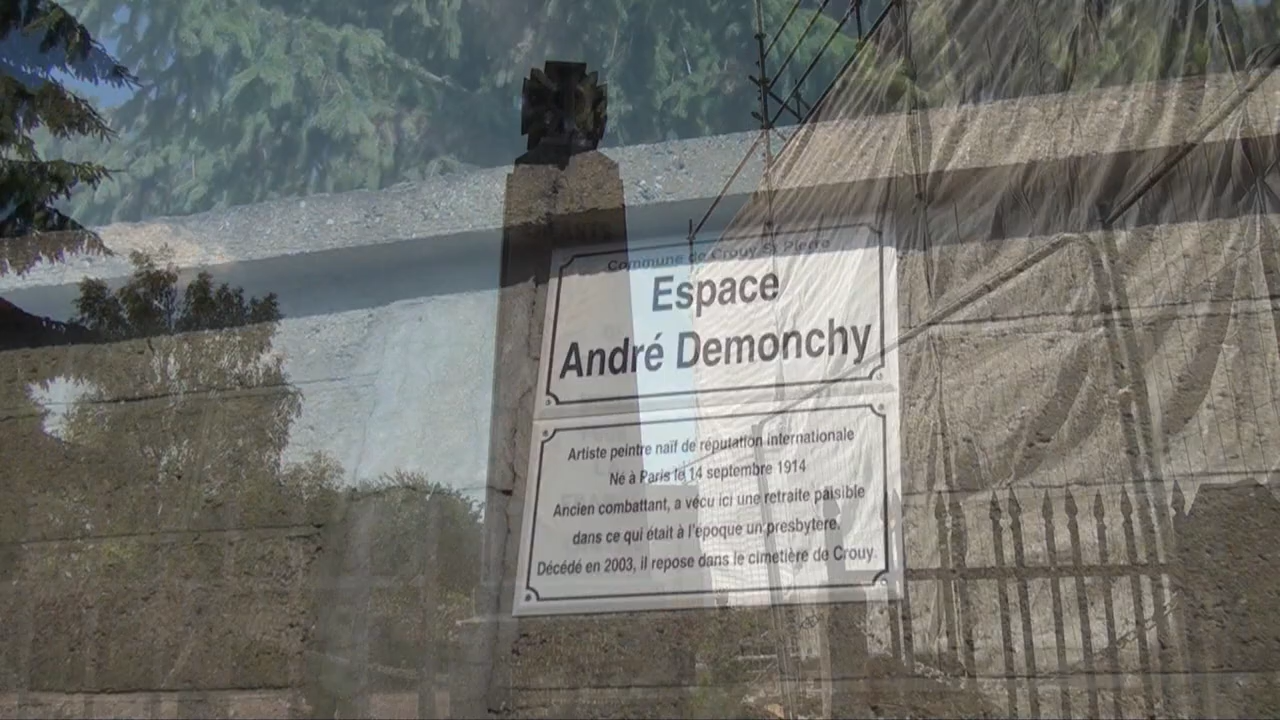 Commune de Crouy St Pierre
Espace
André Demonchy
Artiste peintre naïf de réputation internationale
Né à Paris le 14 septembre 1914
Ancien combattant, a vécu ici une retraite paisible
dans ce qui était à l'époque un presbytère.
Décédé en 2003, il repose dans le cimetière de Crouy.